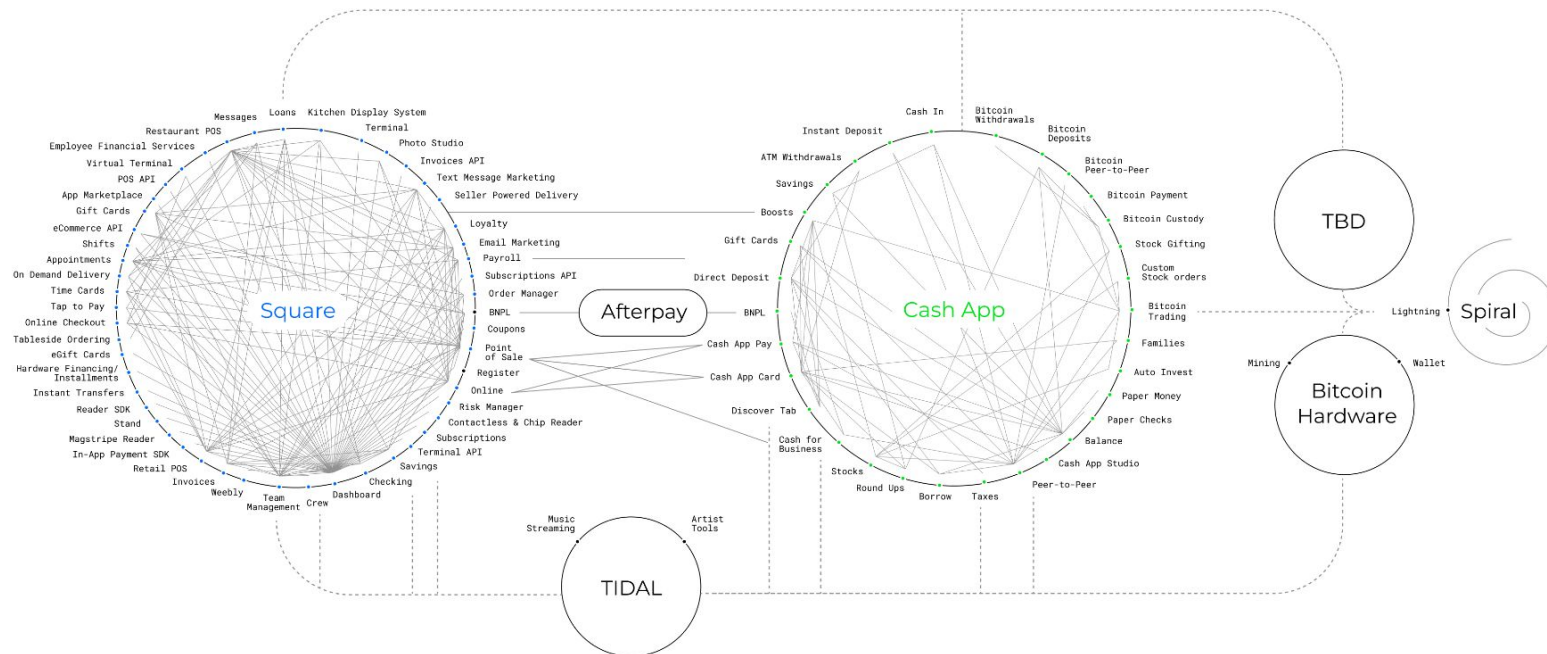 Messages
Loans
Kitchen Display System
Restaurant POS
Terminal
Employee Financial Services
Photo Studio
Virtual Terminal
Invoices API
POS API
Text Message Marketing
App Marketplace
Seller Powered Delivery
Gift Cards
Loyalty
eCommerce API
Email Marketing
Shifts
Payroll
Appointments
Subscriptions API
On Demand Delivery
Order Manager
Time Cards
BNPL
Tap to Pay
Coupons
Online Checkout
Point
of Sale
Tableside Ordering
Register
eGift Cards
Online
Hardware Financing/
Installments
Risk Manager
Instant Transfers
Contactless & Chip Reader
Reader SDK
Subscriptions
Stand
Terminal API
Magstripe Reader
Savings
In-App Payment SDK
Checking
Retail POS
Dashboard
Invoices
Crew
Weebly
Team
Management
Square
Afterpay
Cash In
Bitcoin
Withdrawals
Instant Deposit
Bitcoin
Deposits
ATM Withdrawals
Bitcoin
Peer-to-Peer
Savings
Bitcoin Payment
Boosts
Bitcoin Custody
Gift Cards
Stock Gifting
Direct Deposit
Custom
Stock orders
BNPL
Bitcoin
Trading
Cash App Pay
Families
Cash App Card
Auto Invest
Discover Tab
Paper Money
Cash for
Business
Paper Checks
Stocks
Balance
Round Ups
Cash App Studio
Borrow
Peer-to-Peer
Taxes
Cash App
TBD
Lightning
Spiral
Mining
Wallet
Bitcoin
Hardware
Music
Streaming
Artist
Tools
TIDAL